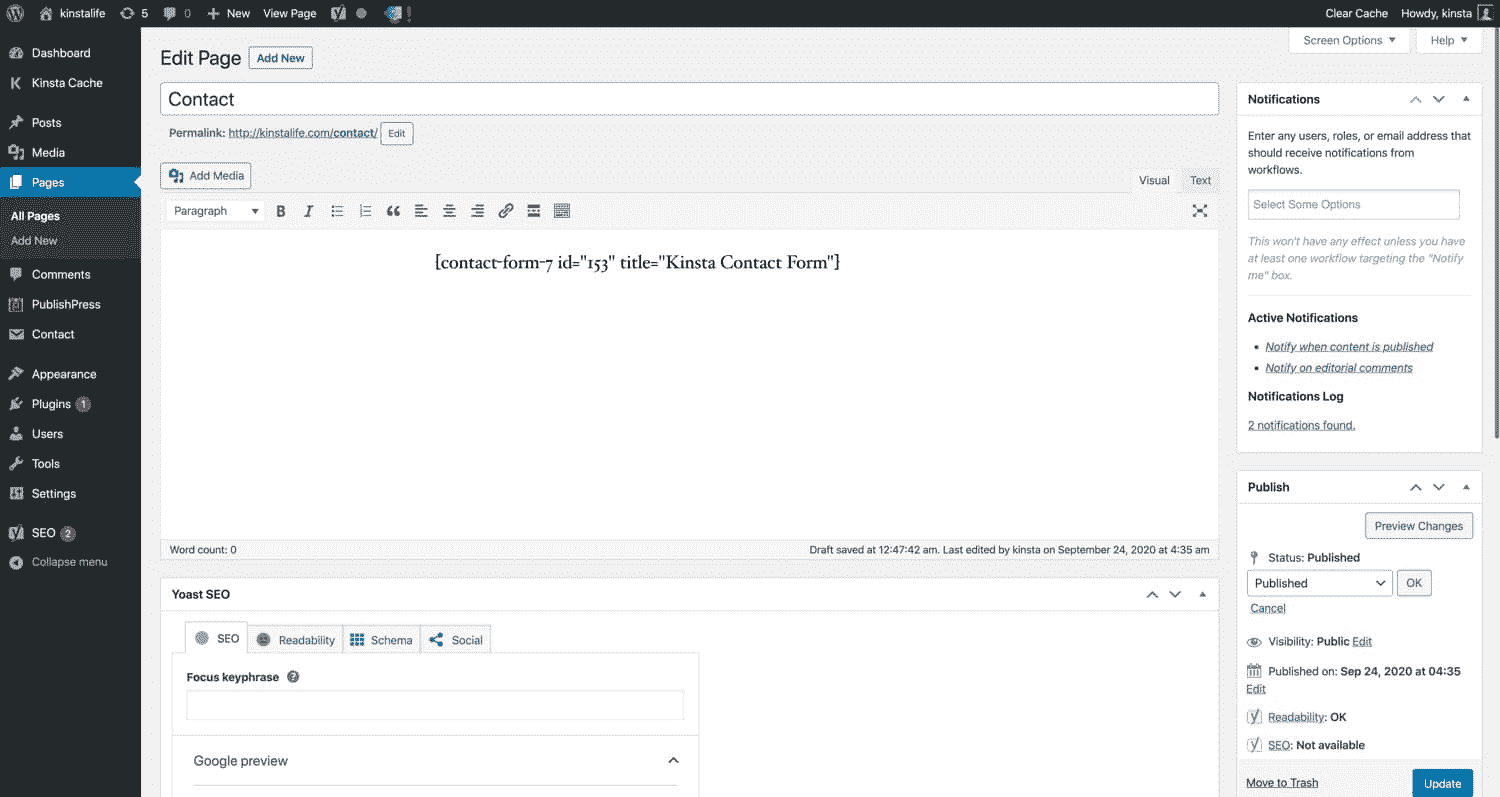 kinstalife 5 0 + New View Page Clear Cache Howdy, kinsta
Dashboard
Kinsta Cache
Posts
Media
Pages
All Pages
Add New
Comments
PublishPress
Contact
Appearance
Plugins 1
Users
Tools
Settings
SEO 2
Collapse menu
Screen Options Help
Edit Page Add New
Contact
Permalink: http://kinstalife.com/contact/ Edit
Add Media
Visual Text
Paragraph
[contact-form-7 id="153" title="Kinsta Contact Form"]
Word count: 0 Draft saved at 12:47:42 am. Last edited by kinsta on September 24, 2020 at 4:35 am
Yoast SEO
SEO Readability Schema Social
Focus keyphrase
Google preview
Notifications
Enter any users, roles, or email address that
should receive notifications from
workflows.
Select Some Options
This won't have any effect unless you have
at least one workflow targeting the "Notify
me" box.
Active Notifications
Notify when content is published
Notify on editorial comments
Notifications Log
2 notifications found.
Publish
Preview Changes
Status: Published
Published OK
Cancel
Visibility: Public Edit
Published on: Sep 24, 2020 at 04:35
Edit
Readability: OK
SEO: Not available
Move to Trash Update